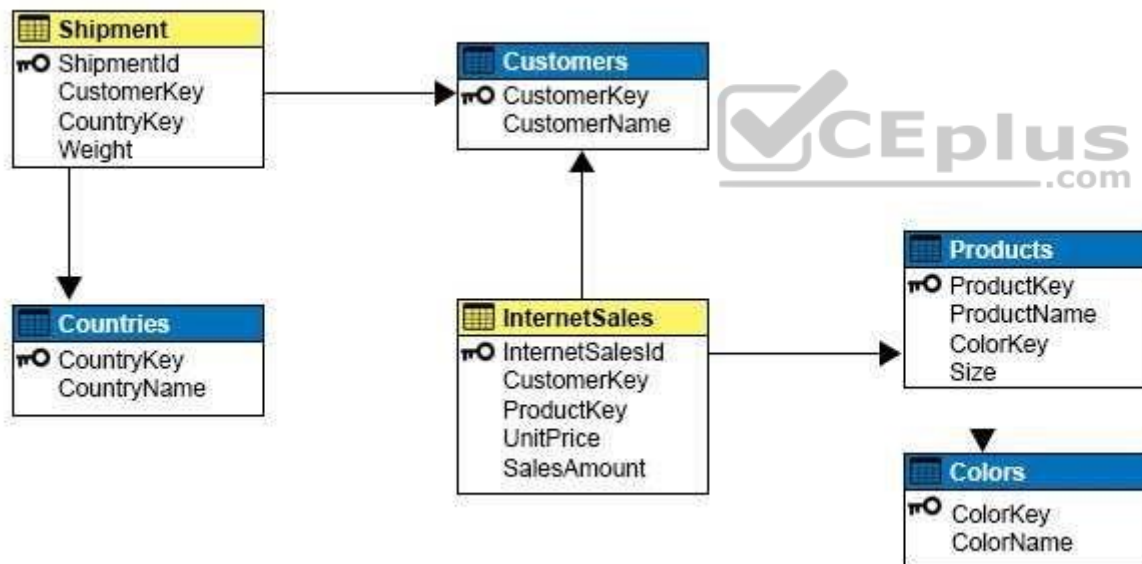 Shipment
ShipmentId
CustomerKey
CountryKey
Weight
Customers
CustomerKey
CustomerName
CEplus
.com
Countries
CountryKey
CountryName
InternetSales
InternetSalesId
CustomerKey
ProductKey
UnitPrice
SalesAmount
Products
ProductKey
ProductName
ColorKey
Size
Colors
ColorKey
ColorName